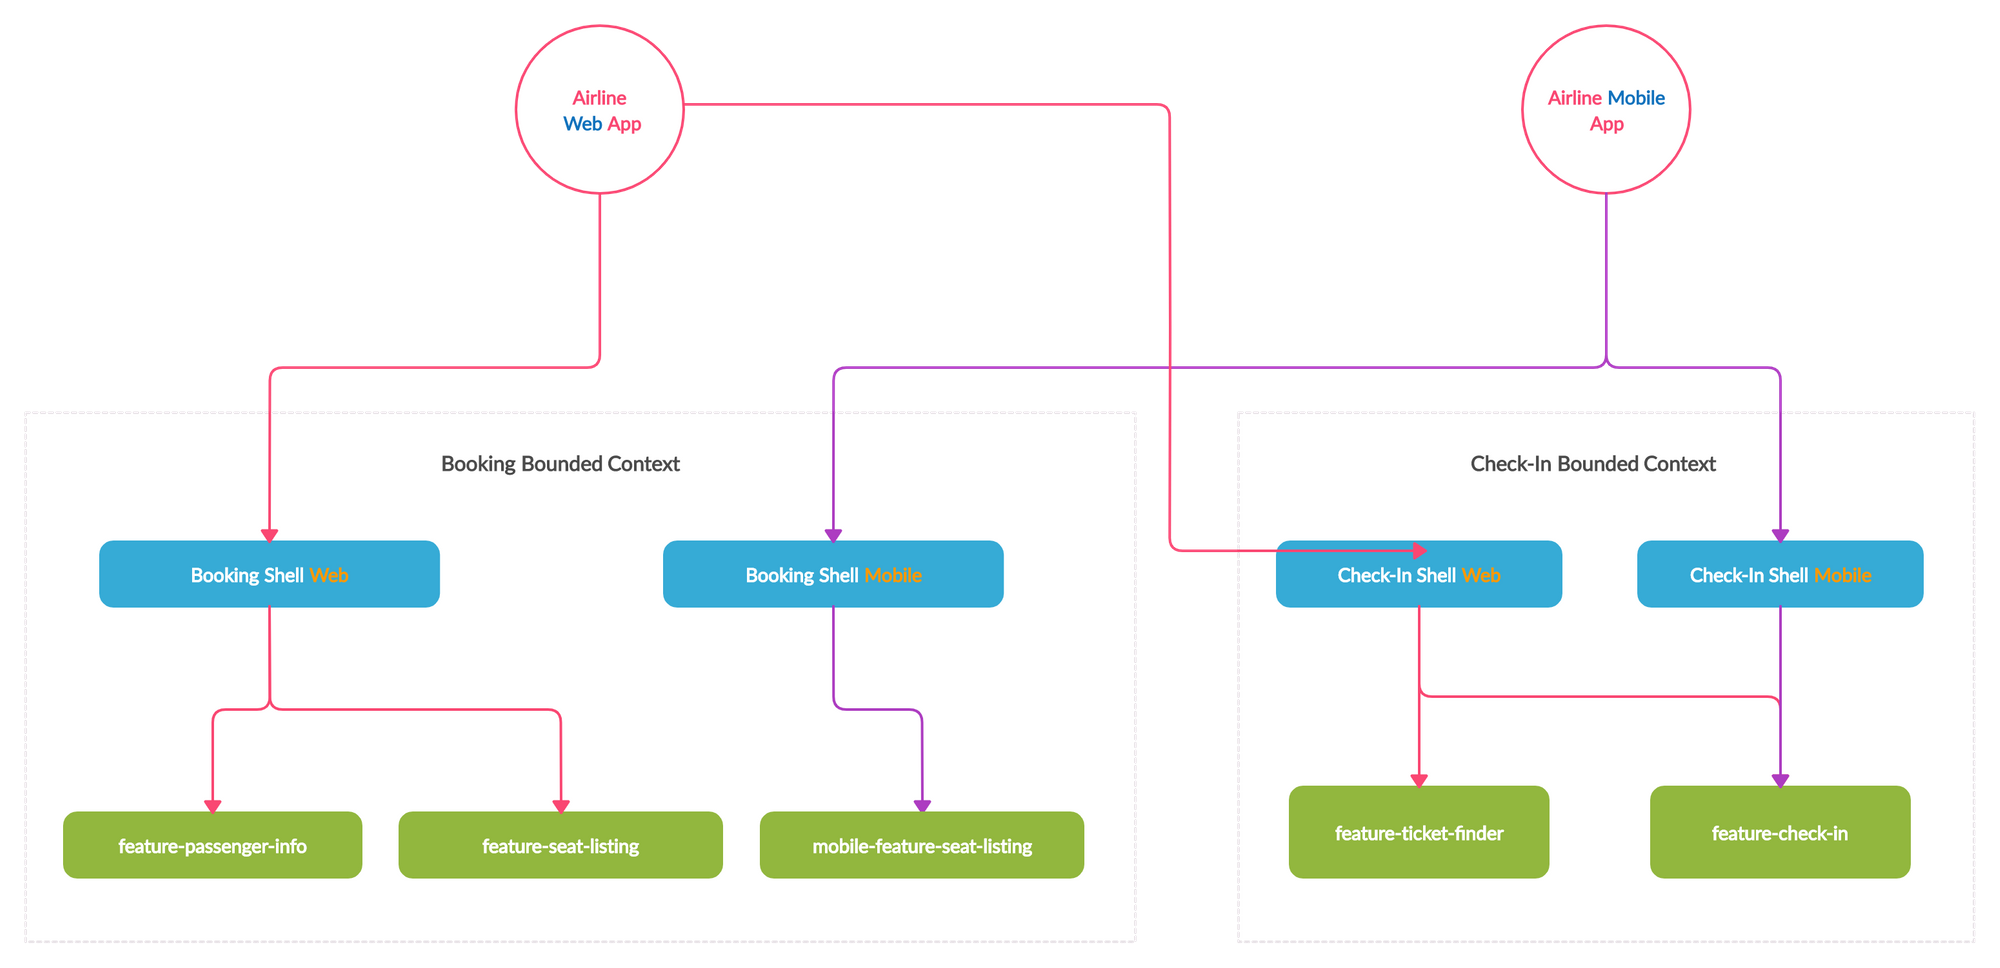 Airline
Web App
Airline Mobile
App
Booking Bounded Context
Check-In Bounded Context
Booking Shell Web
Booking Shell Mobile
Check-In Shell Web
Check-In Shell Mobile
feature-passenger-info
feature-seat-listing
mobile-feature-seat-listing
feature-ticket-finder
feature-check-in